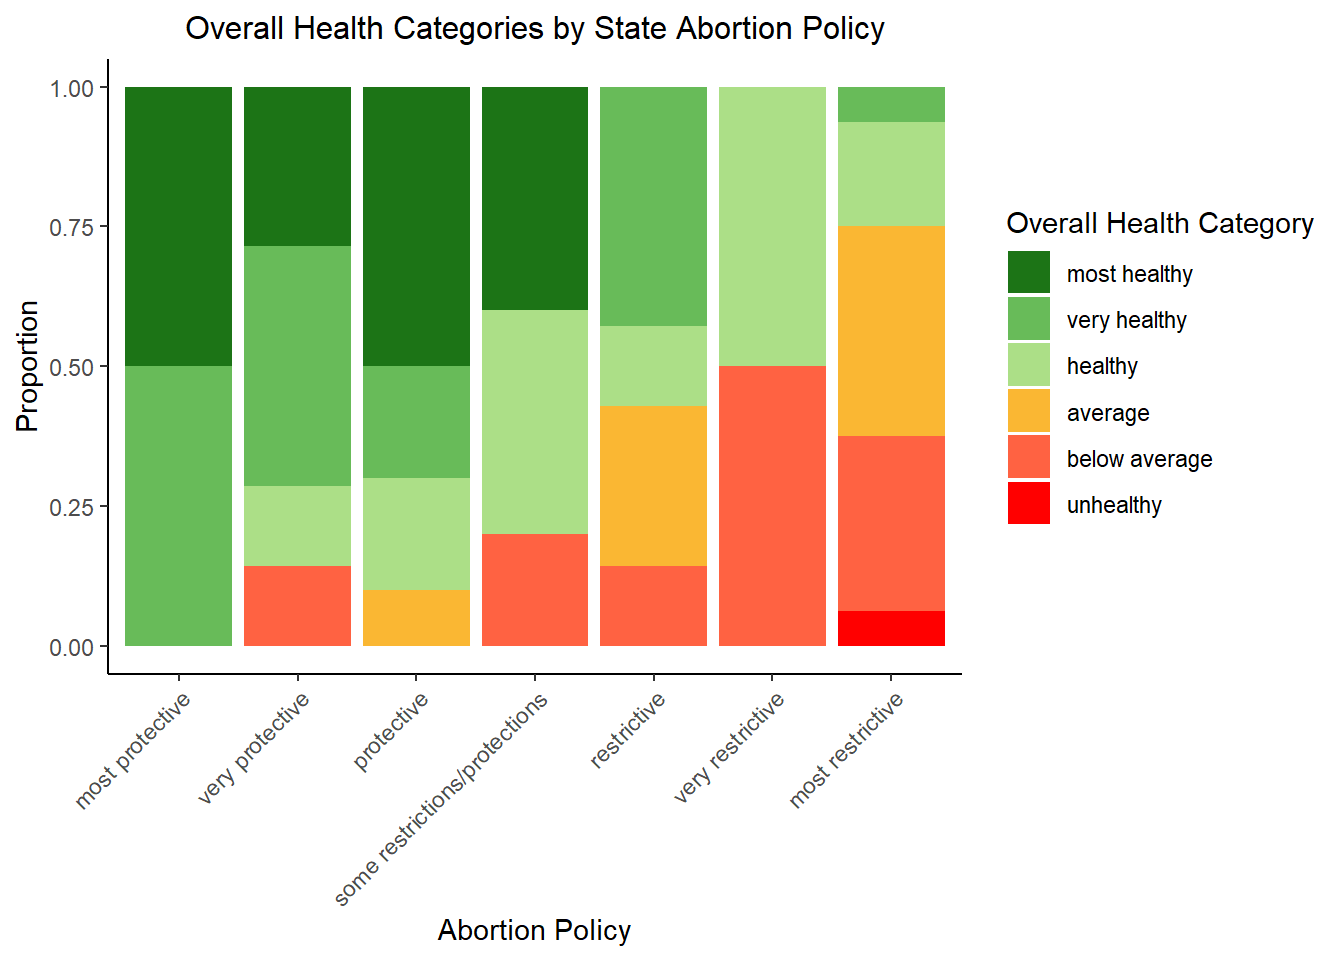 Overall Health Categories by State Abortion Policy
Proportion
1.00
0.75
0.50
0.25
0.00
most protective
very protective
protective
some restrictions/protections
restrictive
very restrictive
most restrictive
Abortion Policy
Overall Health Category
most healthy
very healthy
healthy
average
below average
unhealthy